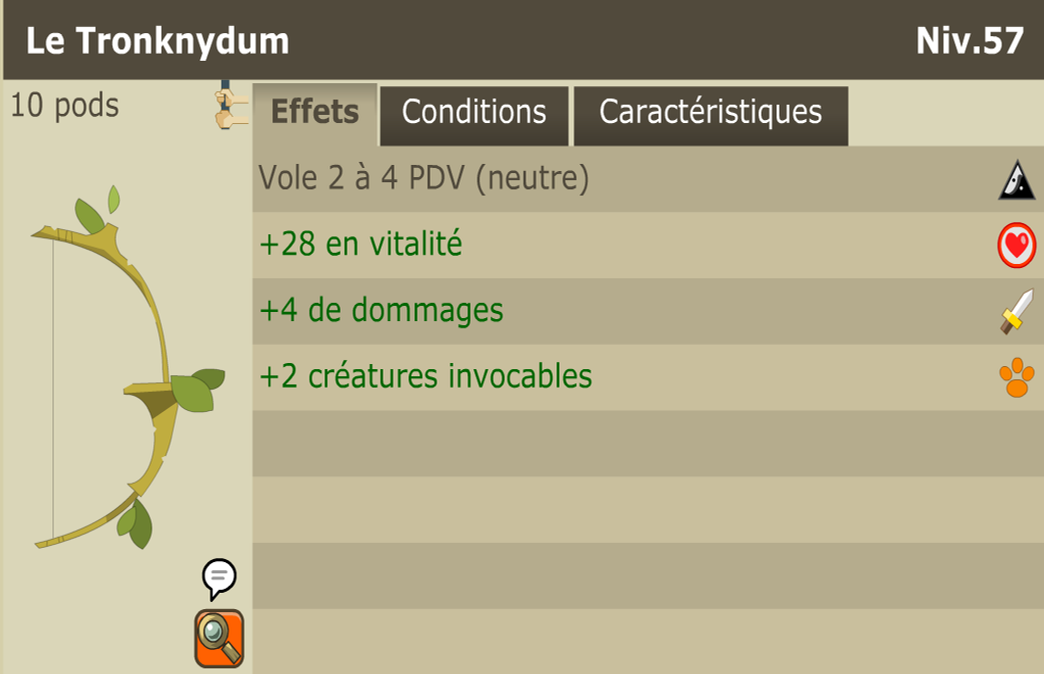 Le Tronknydum
Niv.57
10 pods
Effets
Conditions
Caractéristiques
Vole 2 à 4 PDV (neutre)
+28 en vitalité
+4 de dommages
+2 créatures invocables